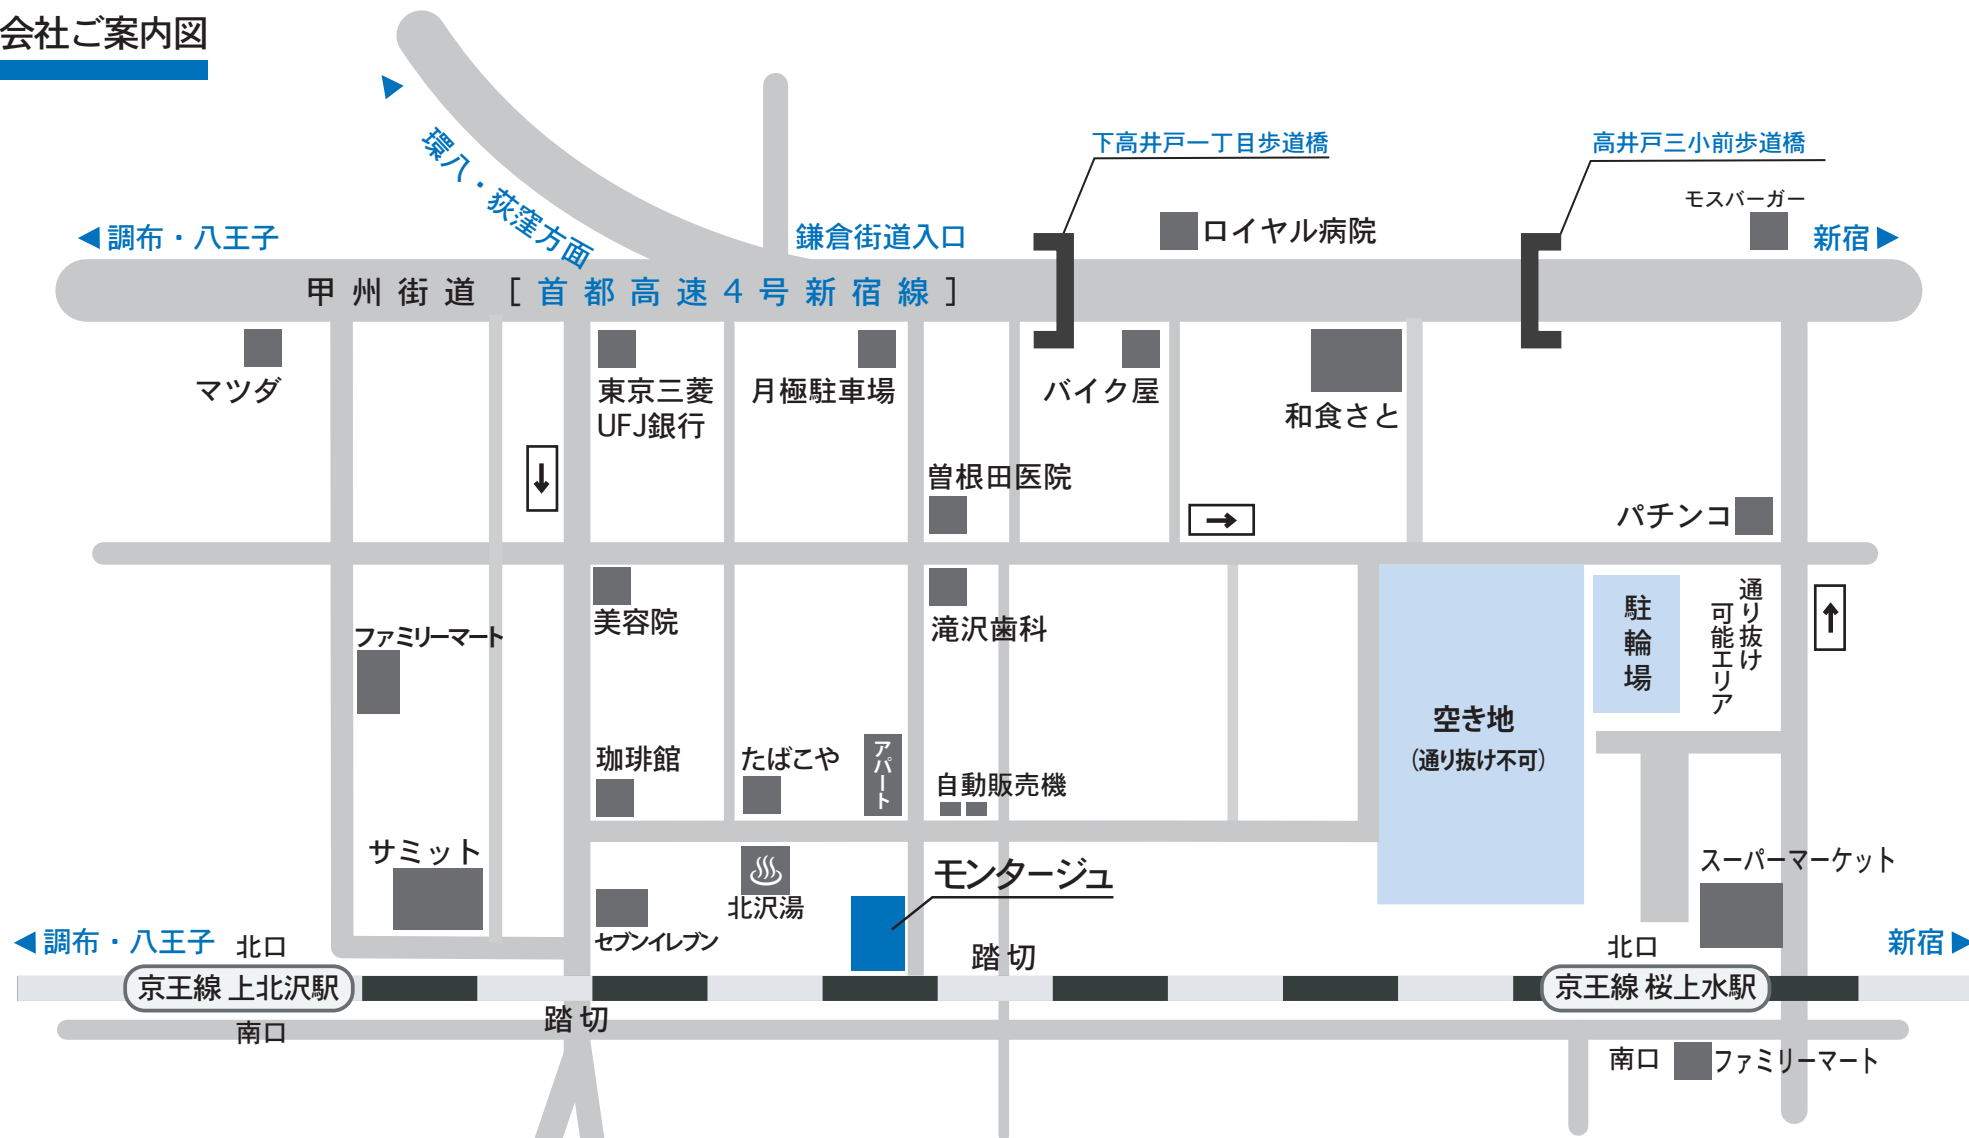 会社ご案内図
環八・荻窪方面
下高井戸一丁目歩道橋
高井戸三小前歩道橋
モスバーガー
調布・八王子
鎌倉街道入口
ロイヤル病院
新宿
甲州街道[首都高速4号新宿線]
マツダ
東京三菱
UFJ銀行
月極駐車場
バイク屋
和食さと
曽根田医院
パチンコ
美容院
滝沢歯科
ファミリーマート
駐輪場
通り抜け
可能エリア
空き地
(通り抜け不可)
珈琲館
たばこや
アパート
自動販売機
サミット
モンタージュ
スーパーマーケット
北沢湯
セブンイレブン
調布・八王子
北口
踏切
北口
新宿
京王線 上北沢駅
京王線 桜上水駅
南口
踏切
南口
ファミリーマート